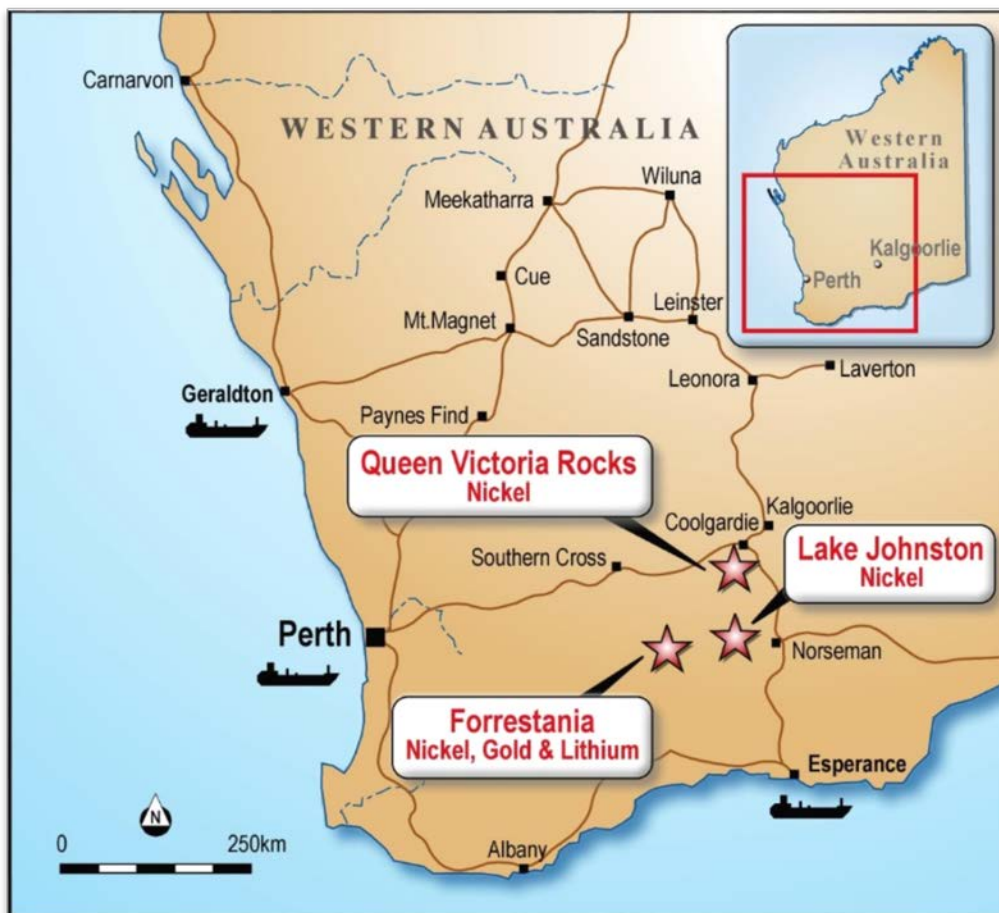 Carnarvon
WESTERN AUSTRALIA
Western
Australia
Kalgoorlie
Perth
Wiluna
Meekatharra
Cue
Leinster
Mt.Magnet
Sandstone
Laverton
Leonora
Geraldton
Paynes Find
Queen Victoria Rocks
Nickel
Kalgoorlie
Coolgardie
Lake Johnston
Nickel
Southern Cross
Perth
Norseman
Forrestania
Nickel, Gold & Lithium
Esperance
N
0 250km
Albany